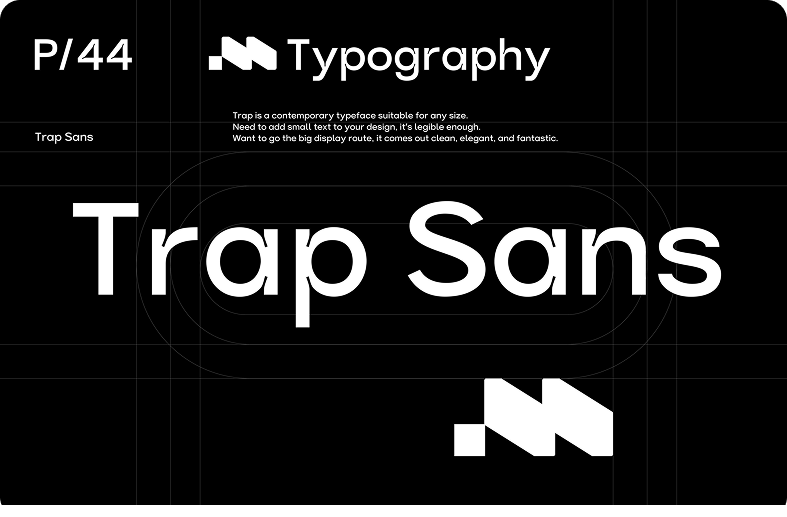 P/44
Typography
Trap is a contemporary typeface suitable for any size.
Need to add small text to your design, it's legible enough.
Want to go the big display route, it comes out clean, elegant, and fantastic.
Trap Sans
Trap Sans